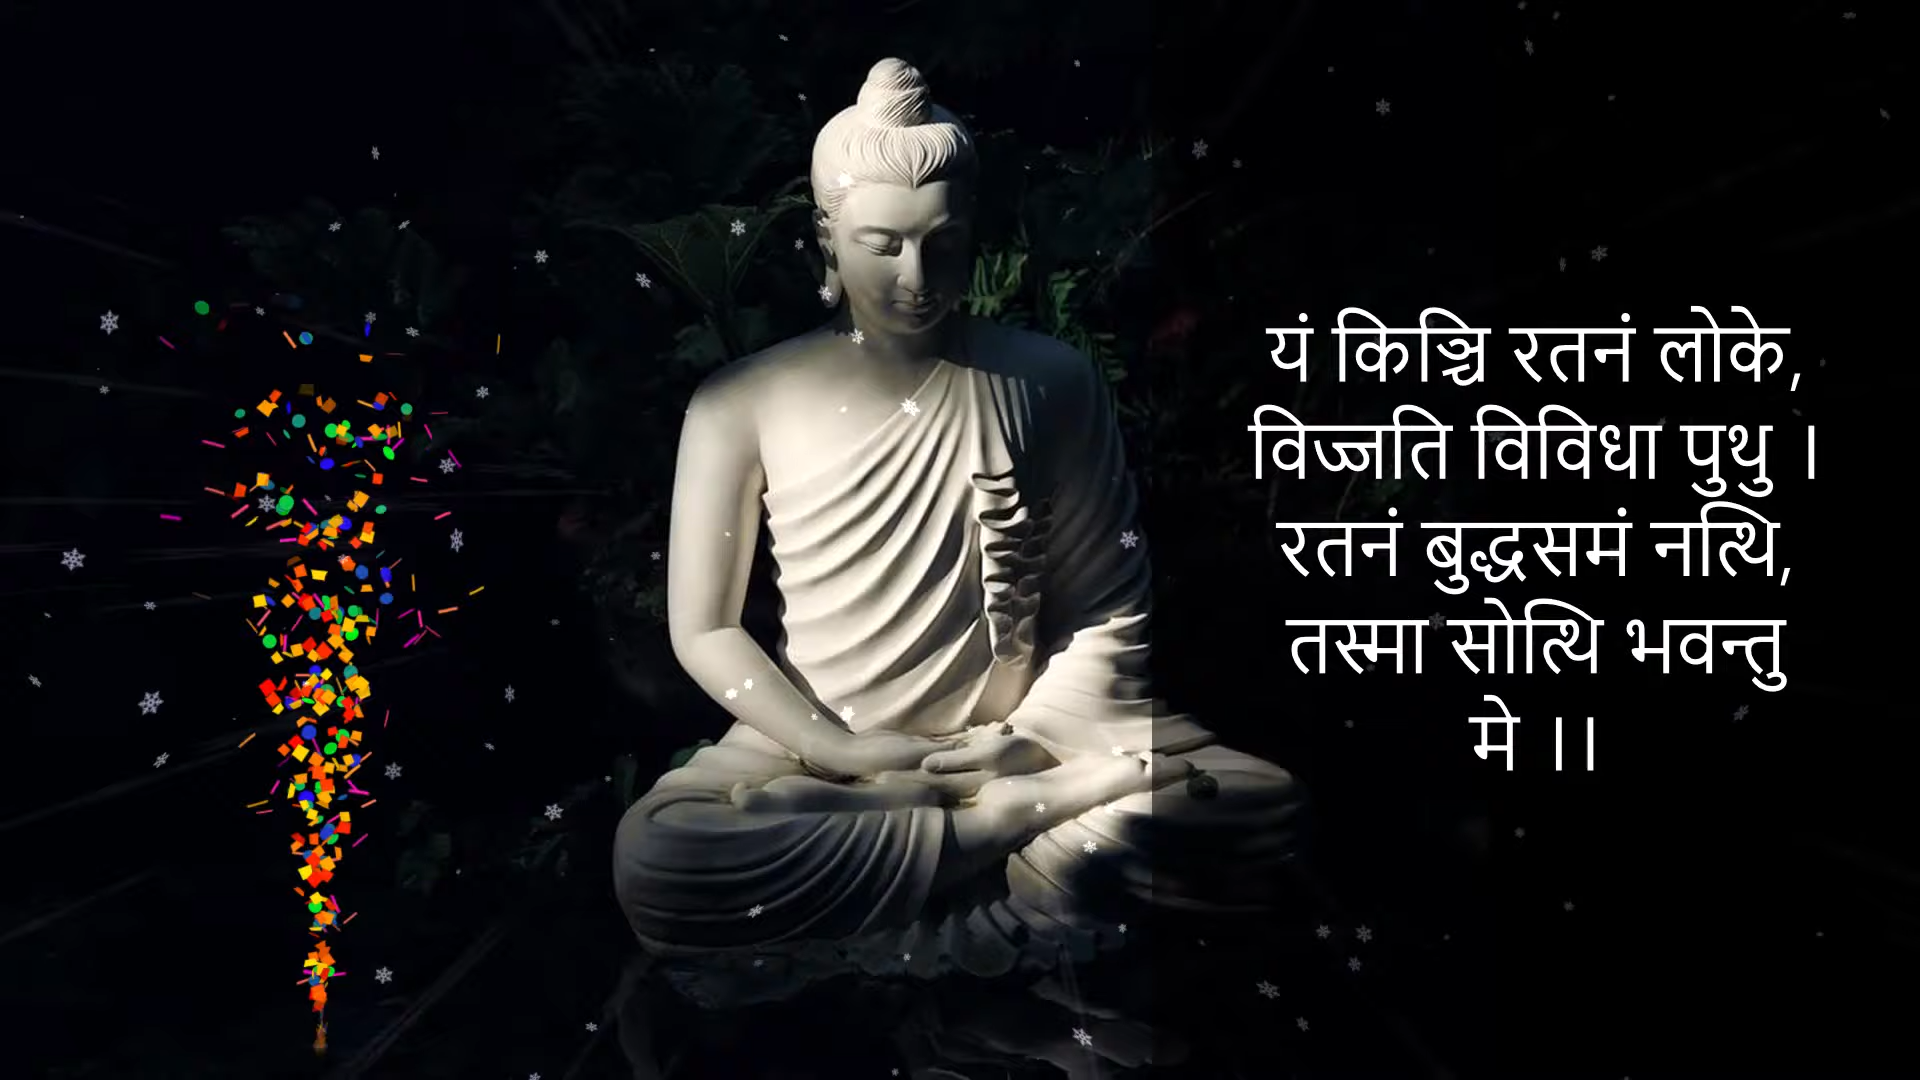 यं किञ्चि रतनं लोके,
विज्जति विविधा पुथु ।
रतनं बुद्धसमं नत्थि,
तस्मा सोत्थि भवन्तु
मे ।।